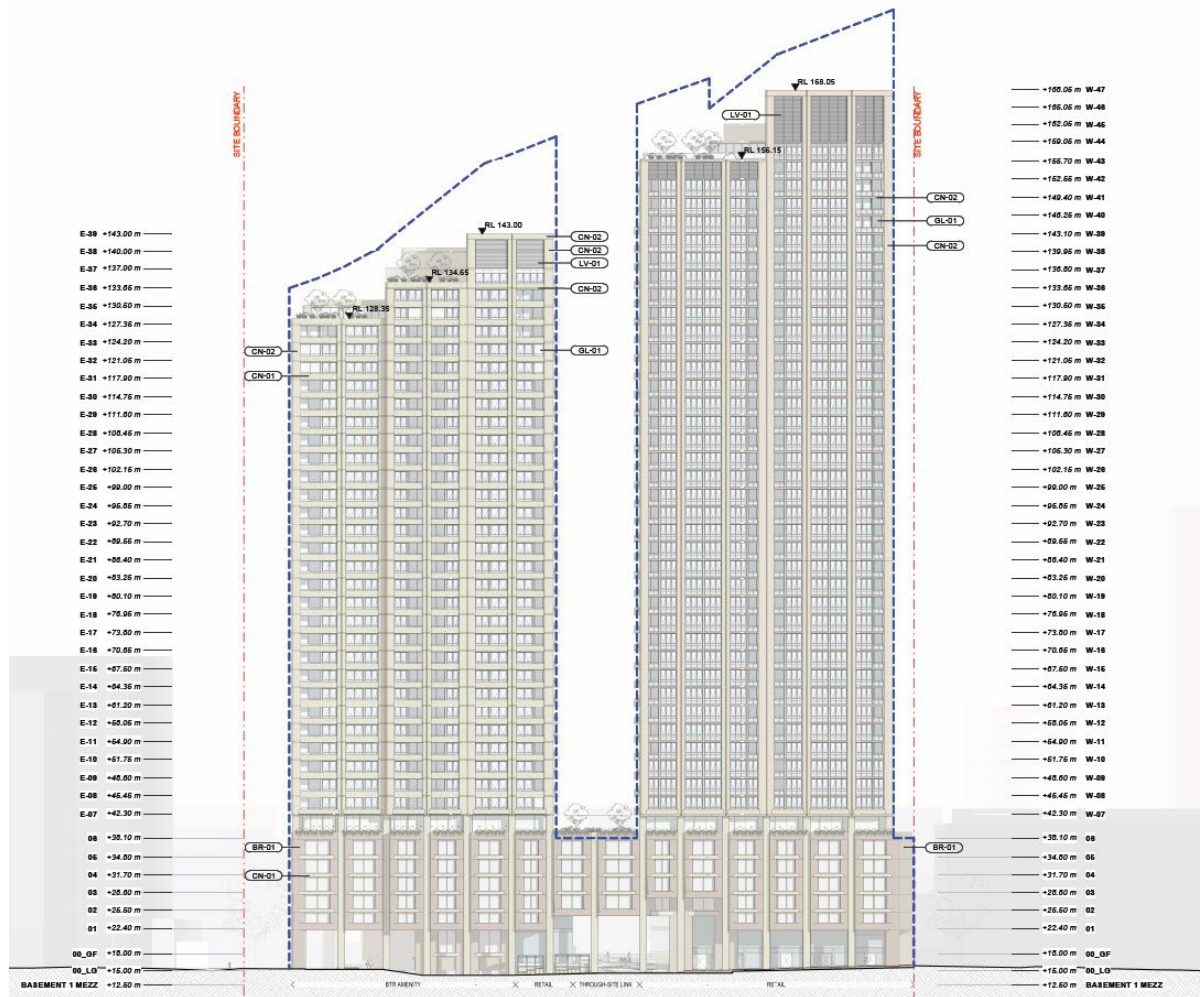 RL 168.05
SITE BOUNDARY
SITE BOUNDARY
LV-01
RL 156.15
CN-02
GL-01
CN-02
RL 143.00
CN-02
CN-02
LV-01
RL 134.65
CN-02
RL 128.35
CN-02
GL-01
CN-01
BR-01
BR-01
CN-01
E-39 +143.00 m
E-38 +140.00 m
E-37 +137.00 m
E-36 +133.65 m
E-35 +130.50 m
E-34 +127.35 m
E-33 +124.20 m
E-32 +121.05 m
E-31 +117.90 m
E-30 +114.75 m
E-29 +111.60 m
E-28 +108.45 m
E-27 +105.30 m
E-26 +102.15 m
E-25 +99.00 m
E-24 +95.85 m
E-23 +92.70 m
E-22 +89.55 m
E-21 +86.40 m
E-20 +83.25 m
E-19 +80.10 m
E-18 +76.95 m
E-17 +73.80 m
E-16 +70.65 m
E-15 +67.50 m
E-14 +64.35 m
E-13 +61.20 m
E-12 +58.05 m
E-11 +54.90 m
E-10 +51.75 m
E-09 +48.60 m
E-08 +45.45 m
E-07 +42.30 m
06 +38.10 m
05 +34.80 m
04 +31.70 m
03 +28.60 m
02 +25.50 m
01 +22.40 m
00_GF +18.00 m
00_LG +15.00 m
BASEMENT 1 MEZZ +12.50 m
+168.05 m W-47
+165.05 m W-46
+162.05 m W-45
+159.05 m W-44
+155.70 m W-43
+152.55 m W-42
+149.40 m W-41
+146.25 m W-40
+143.10 m W-39
+139.95 m W-38
+136.80 m W-37
+133.65 m W-36
+130.50 m W-35
+127.35 m W-34
+124.20 m W-33
+121.05 m W-32
+117.90 m W-31
+114.75 m W-30
+111.60 m W-29
+108.45 m W-28
+105.30 m W-27
+102.15 m W-26
+99.00 m W-25
+95.85 m W-24
+92.70 m W-23
+89.55 m W-22
+86.40 m W-21
+83.25 m W-20
+80.10 m W-19
+76.95 m W-18
+73.80 m W-17
+70.65 m W-16
+67.50 m W-15
+64.35 m W-14
+61.20 m W-13
+58.05 m W-12
+54.90 m W-11
+51.75 m W-10
+48.60 m W-09
+45.45 m W-08
+42.30 m W-07
+38.10 m 06
+34.80 m 05
+31.70 m 04
+28.60 m 03
+25.50 m 02
+22.40 m 01
+18.00 m 00_GF
+15.00 m 00_LG
+12.50 m BASEMENT 1 MEZZ
BTR AMENITY
RETAIL
THROUGH-SITE LINK
RETAIL